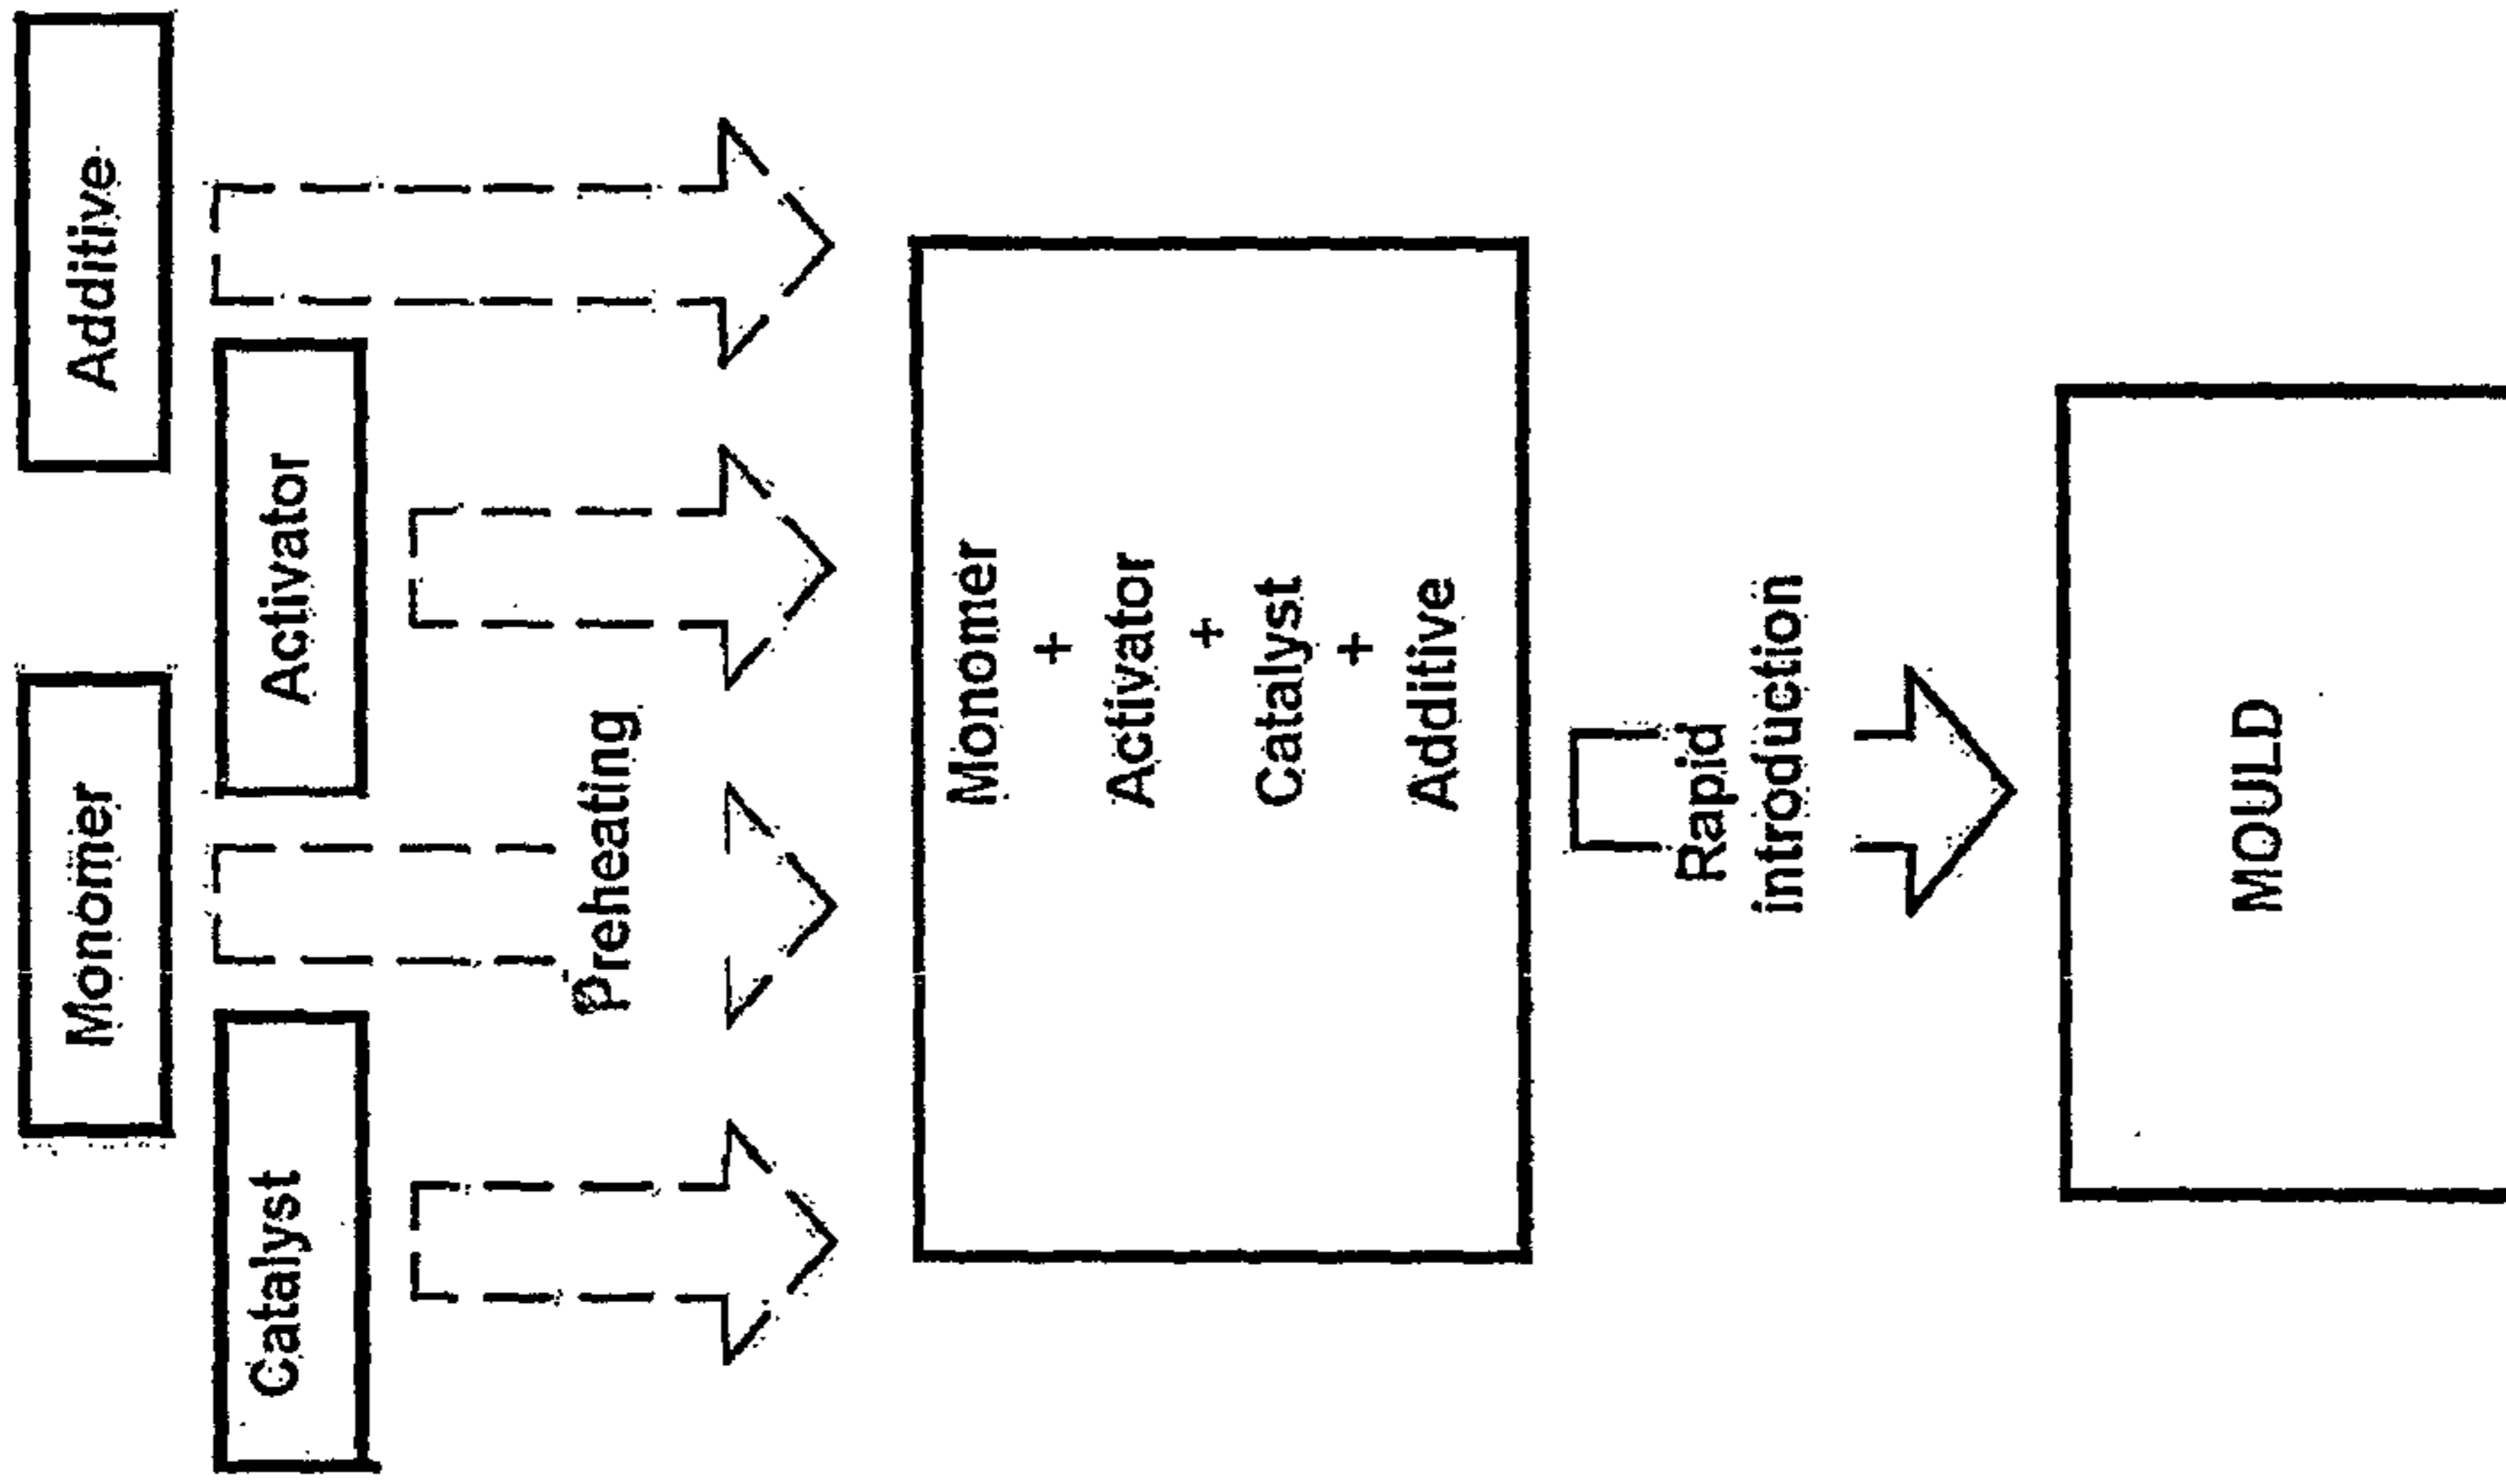 Monomer
Additive
Catalyst
Activator
Preheating
Monomer
+
Activator
+
Catalyst
+
Additive
Rapid
introduction
MOULD